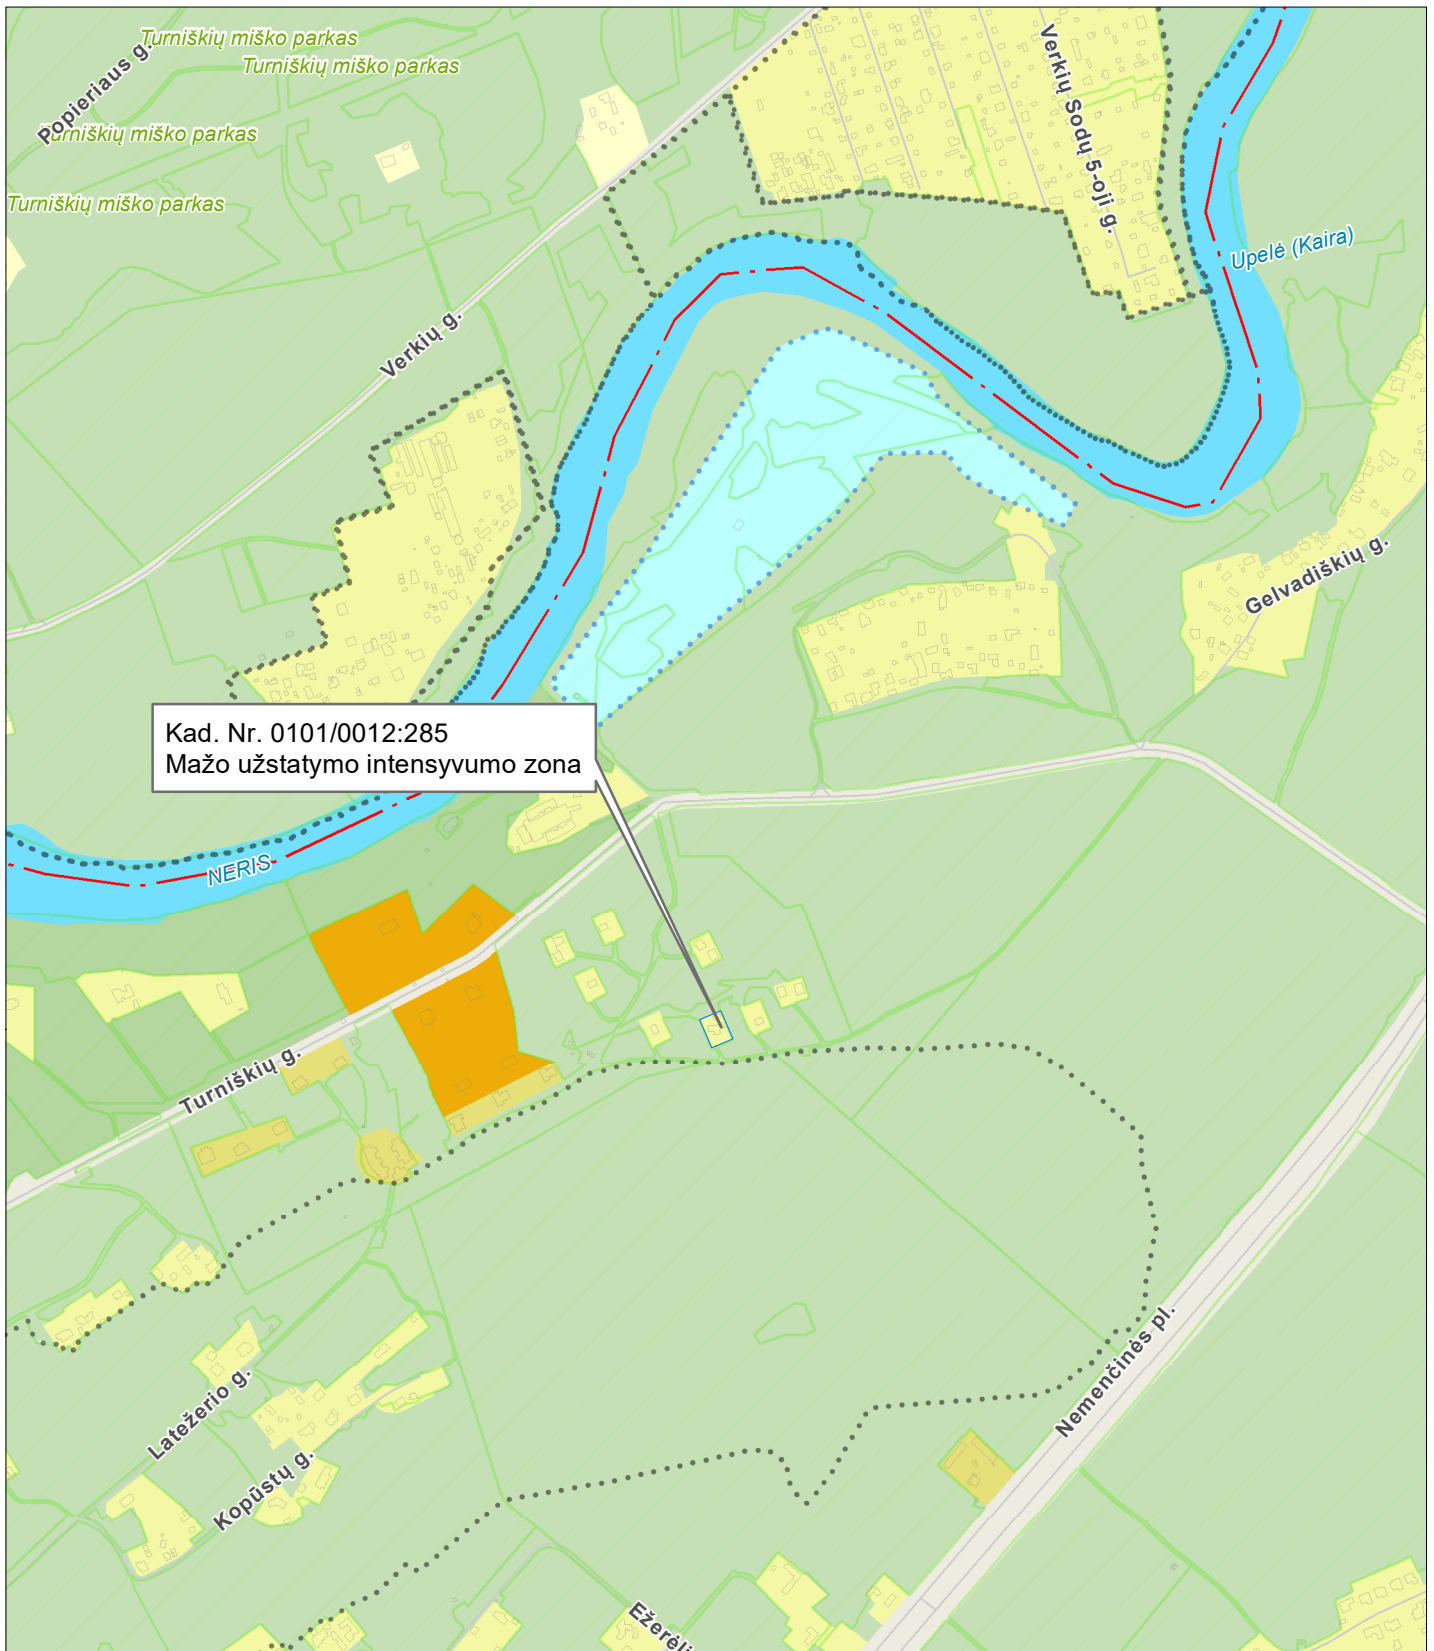 Turniškių miško parkas
Turniškių miško parkas
Popieriaus g.
Turniškių miško parkas
Turniškių miško parkas
Verkių Sodų 5-oji g.
Upelė (Kaira)
Verkių g.
Gelvadiškių g.
Kad. Nr. 0101/0012:285
Mažo užstatymo intensyvumo zona
NERIS
Turniškių g.
Nemenčinės pl.
Latežerio g.
Kopūstų g.
Ežerėli